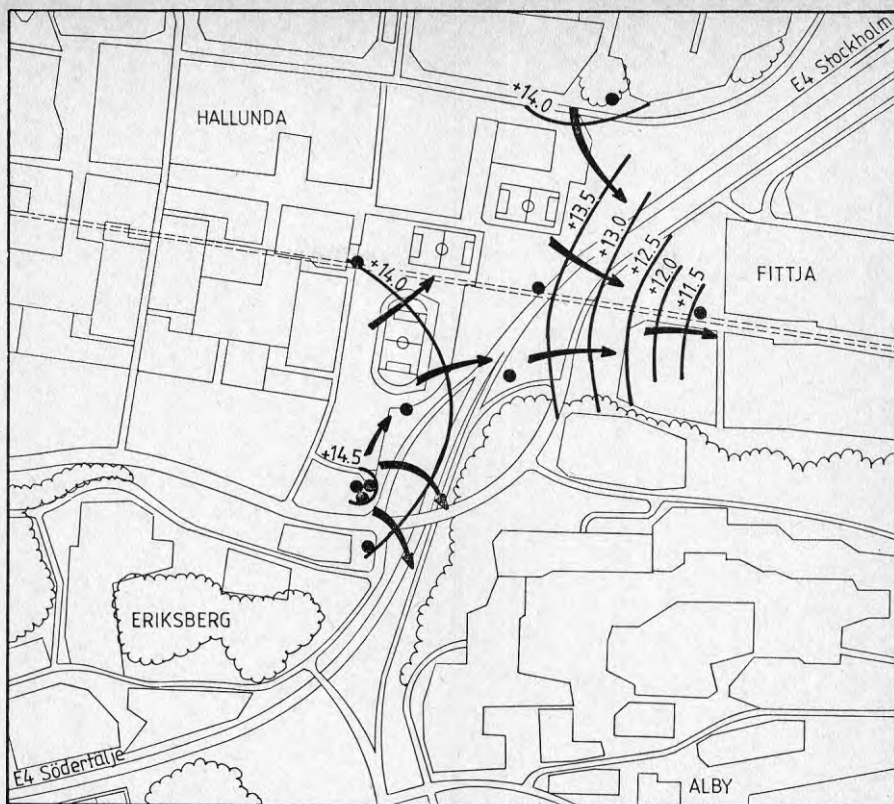 E4 Stockholm
+14.0
HALLUNDA
+13.5
+13.0
+12.5
+12.0
+11.5
+14.0
FITTJA
+14.5
ERIKSBERG
E4 Södertälje
ALBY